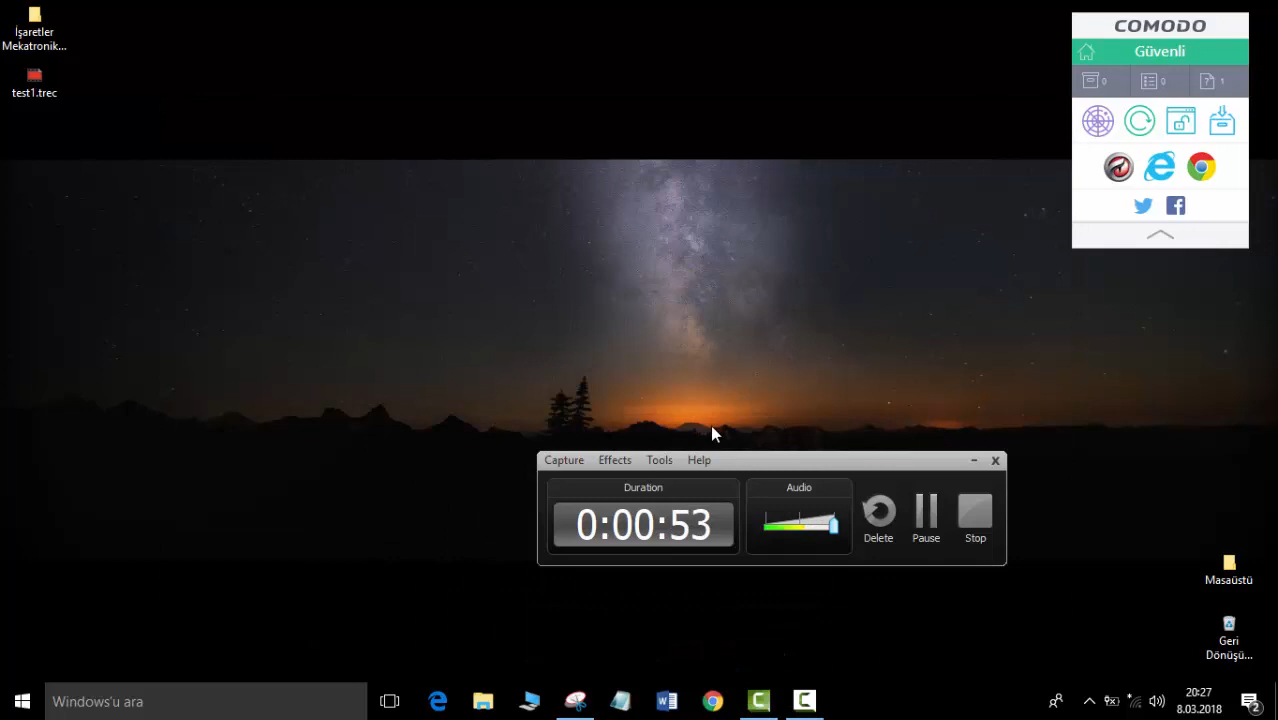 İşaretler
Mekatronik...
test1.trec
COMODO
Güvenli
0
0
1
Capture
Effects
Tools
Help
Duration
Audio
0:00:53
Delete
Pause
Stop
Masaüstü
Geri
Dönüşü...
Windows'u ara
20:27
8.03.2018
2